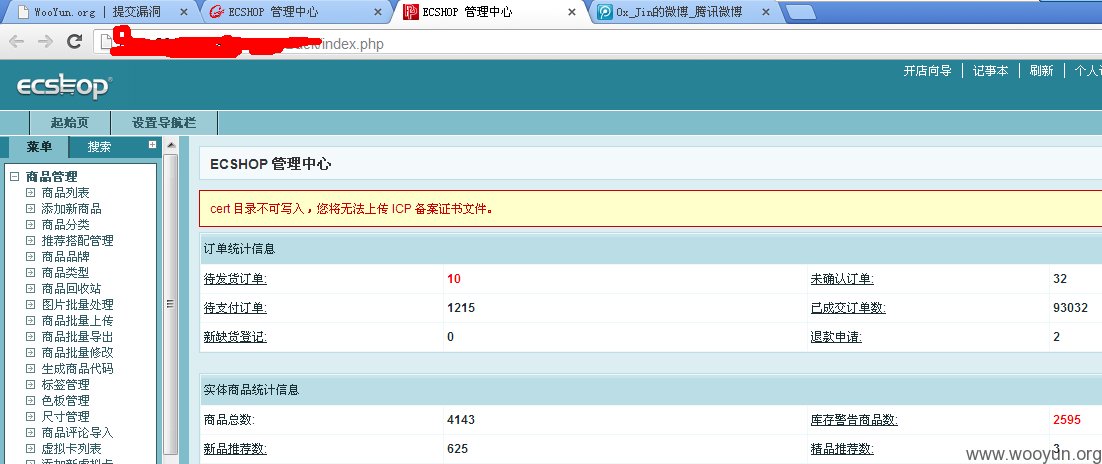 WooYun.org | 提交漏洞
ECSHOP 管理中心
ECSHOP 管理中心
Ox_Jin的微博_腾讯微博
/index.php
ecshop
开店向导 记事本 刷新 个人
起始页 设置导航栏
菜单 搜索
ECSHOP 管理中心
商品管理
商品列表
添加新商品
商品分类
推荐搭配管理
商品品牌
商品类型
商品回收站
图片批量处理
商品批量上传
商品批量导出
商品批量修改
生成商品代码
标签管理
色板管理
尺寸管理
商品评论导入
虚拟卡列表
添加新虚拟卡
cert 目录不可写入，您将无法上传 ICP 备案证书文件。
订单统计信息
待发货订单: 10 未确认订单: 32
待支付订单: 1215 已成交订单数: 93032
新缺货登记: 0 退款申请: 2
实体商品统计信息
商品总数: 4143 库存警告商品数: 2595
新品推荐数: 625 精品推荐数: 3
www.wooyun.org